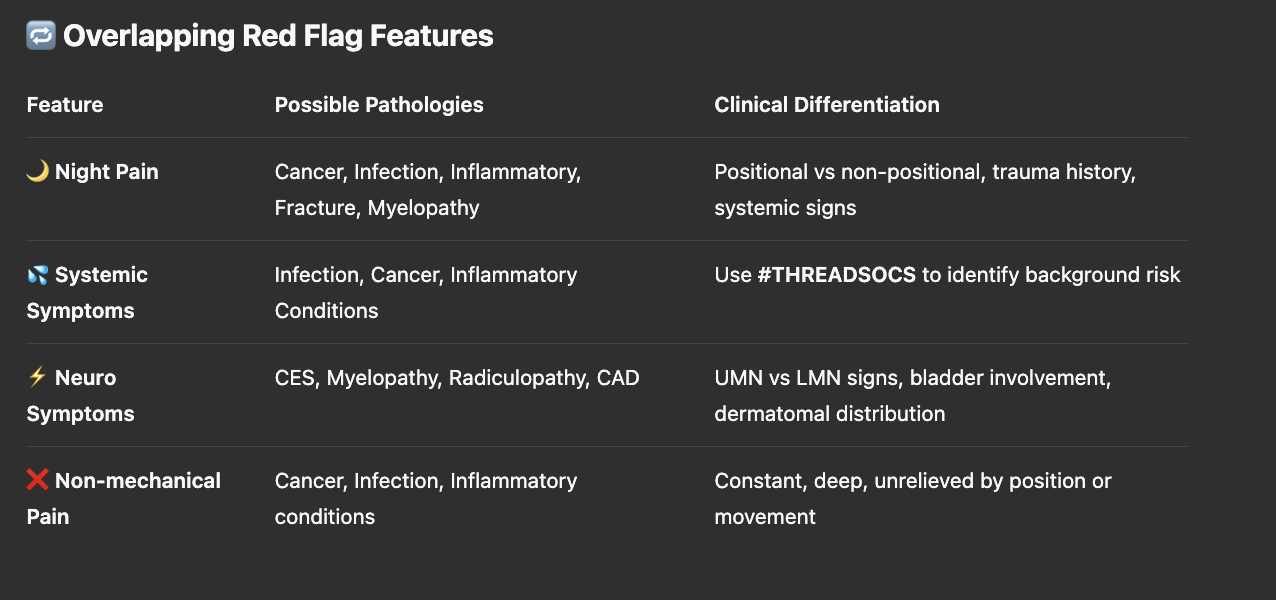 🔁 Overlapping Red Flag Features
Feature Possible Pathologies Clinical Differentiation
🌙 Night Pain Cancer, Infection, Inflammatory, Positional vs non-positional, trauma history,
Fracture, Myelopathy systemic signs
💦 Systemic Infection, Cancer, Inflammatory Use #THREADSOCS to identify background risk
Symptoms Conditions
⚡ Neuro CES, Myelopathy, Radiculopathy, CAD UMN vs LMN signs, bladder involvement,
Symptoms dermatomal distribution
❌ Non-mechanical Cancer, Infection, Inflammatory Constant, deep, unrelieved by position or
Pain conditions movement